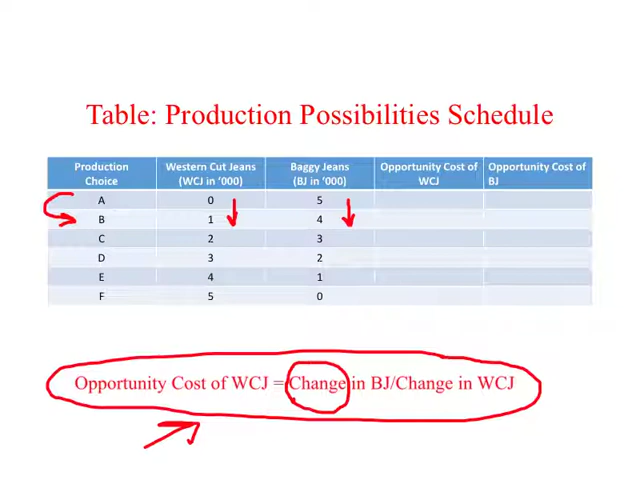 Table: Production Possibilities Schedule
Production Choice Western Cut Jeans (WCJ in '000) Baggy Jeans (BJ in '000) Opportunity Cost of WCJ Opportunity Cost of BJ
A 0 5
B 1 4
C 2 3
D 3 2
E 4 1
F 5 0
Opportunity Cost of WCJ = Change in BJ/Change in WCJ